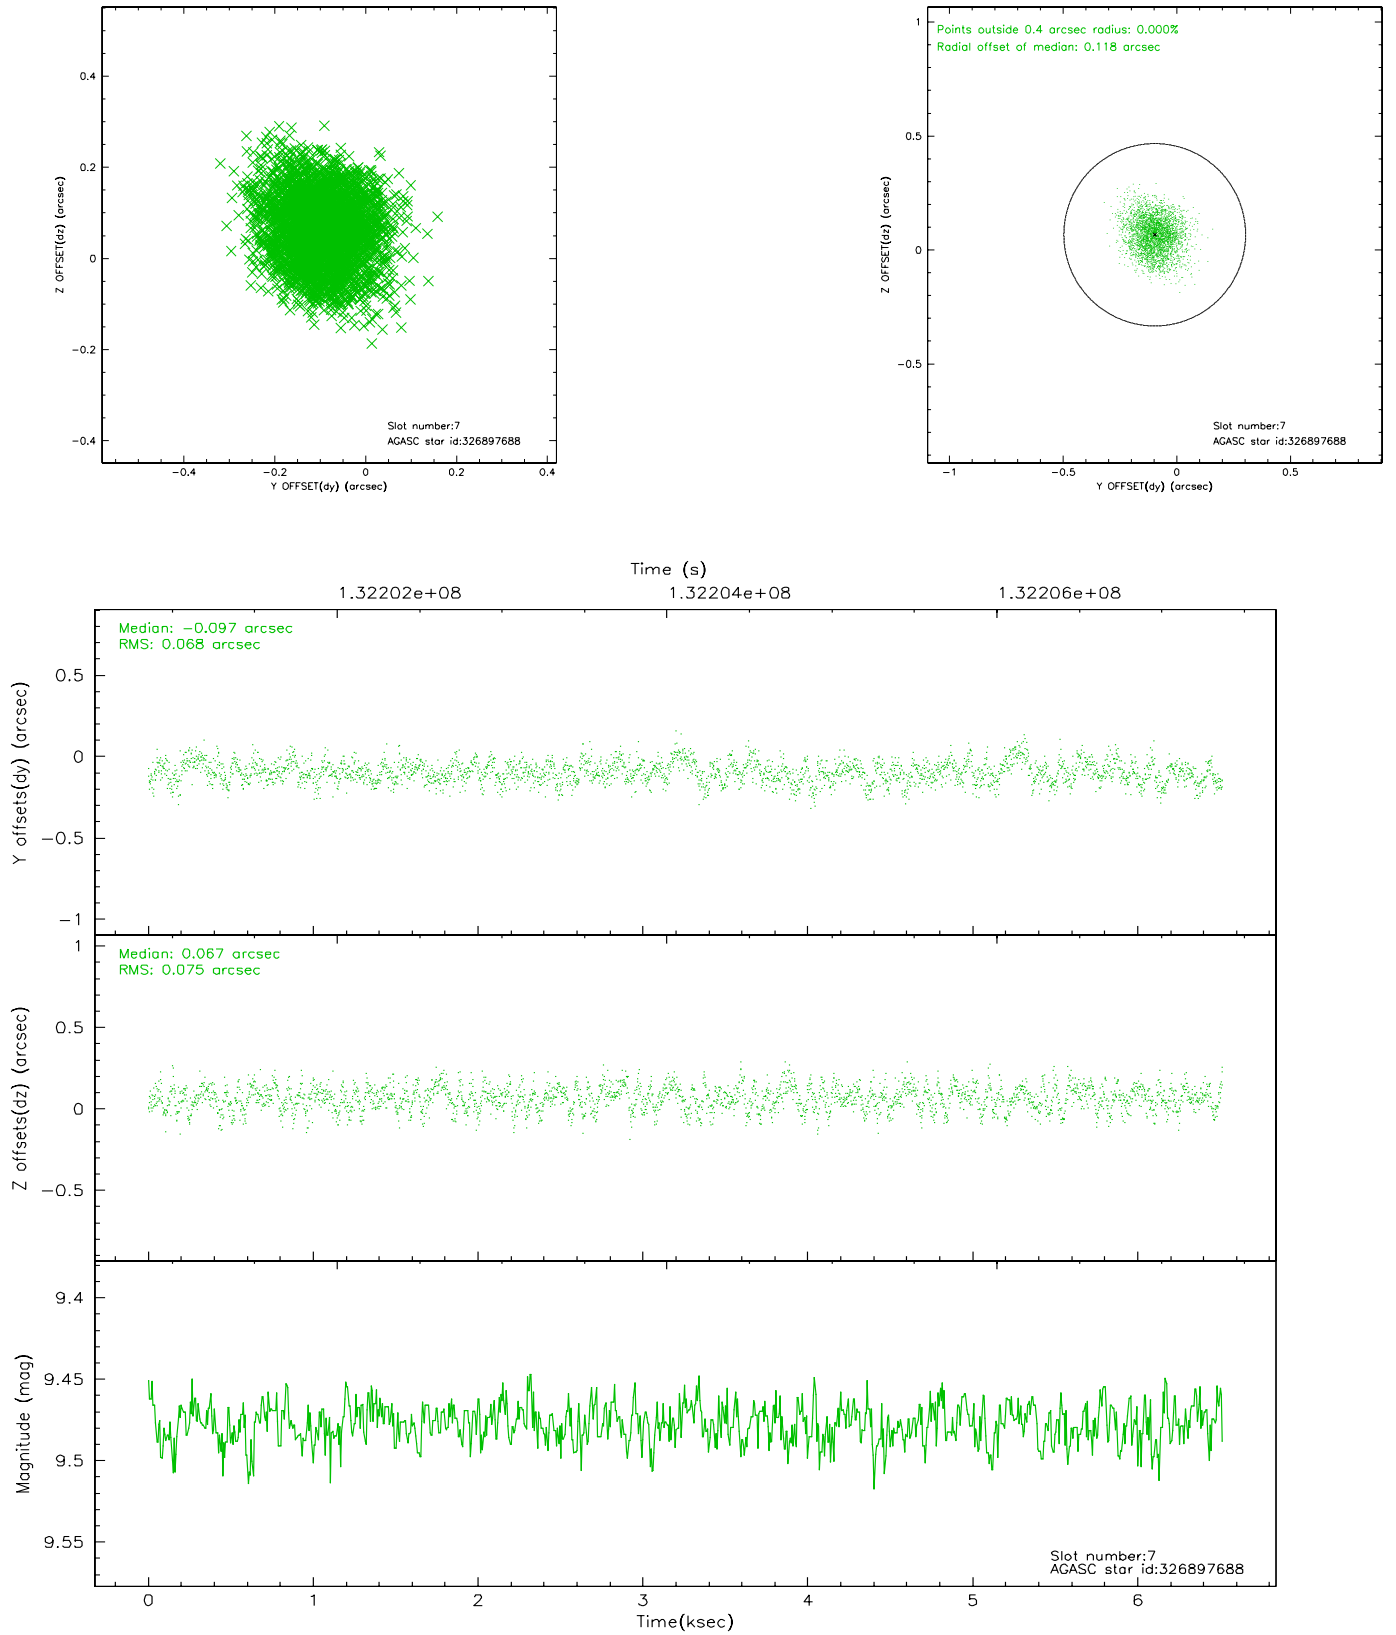 0.4
0.2
0
−0.2
−0.4
Z OFFSET(dz) (arcsec)
−0.4 −0.2 0 0.2 0.4
Y OFFSET(dy) (arcsec)
Slot number:7
AGASC star id:326897688
Points outside 0.4 arcsec radius: 0.000%
Radial offset of median: 0.118 arcsec
1
0.5
0
−0.5
Z OFFSET(dz) (arcsec)
−1 −0.5 0 0.5
Y OFFSET(dy) (arcsec)
Slot number:7
AGASC star id:326897688
Time (s)
1.32202e+08 1.32204e+08 1.32206e+08
Median: −0.097 arcsec
RMS: 0.068 arcsec
0.5
0
−0.5
−1
Y offsets(dy) (arcsec)
Median: 0.067 arcsec
RMS: 0.075 arcsec
1
0.5
0
−0.5
Z offsets(dz) (arcsec)
9.4
9.45
9.5
9.55
Magnitude (mag)
Slot number:7
AGASC star id:326897688
0 1 2 3 4 5 6
Time(ksec)